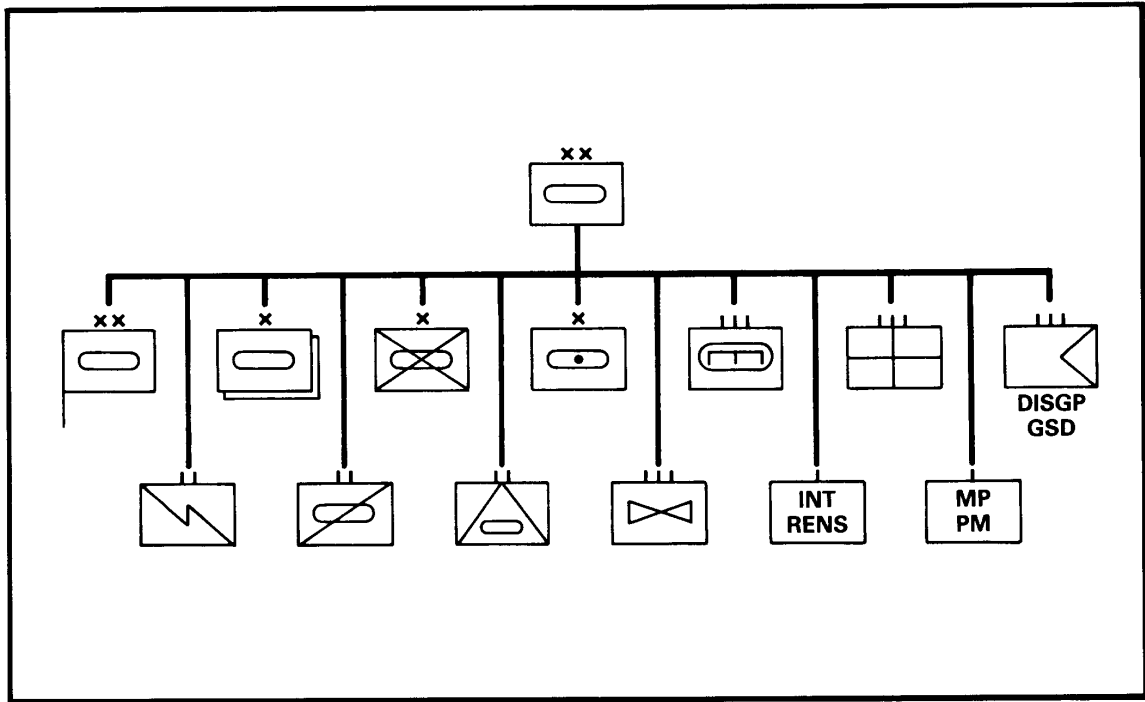 DISGP
GSD
INT
RENS
MP
PM